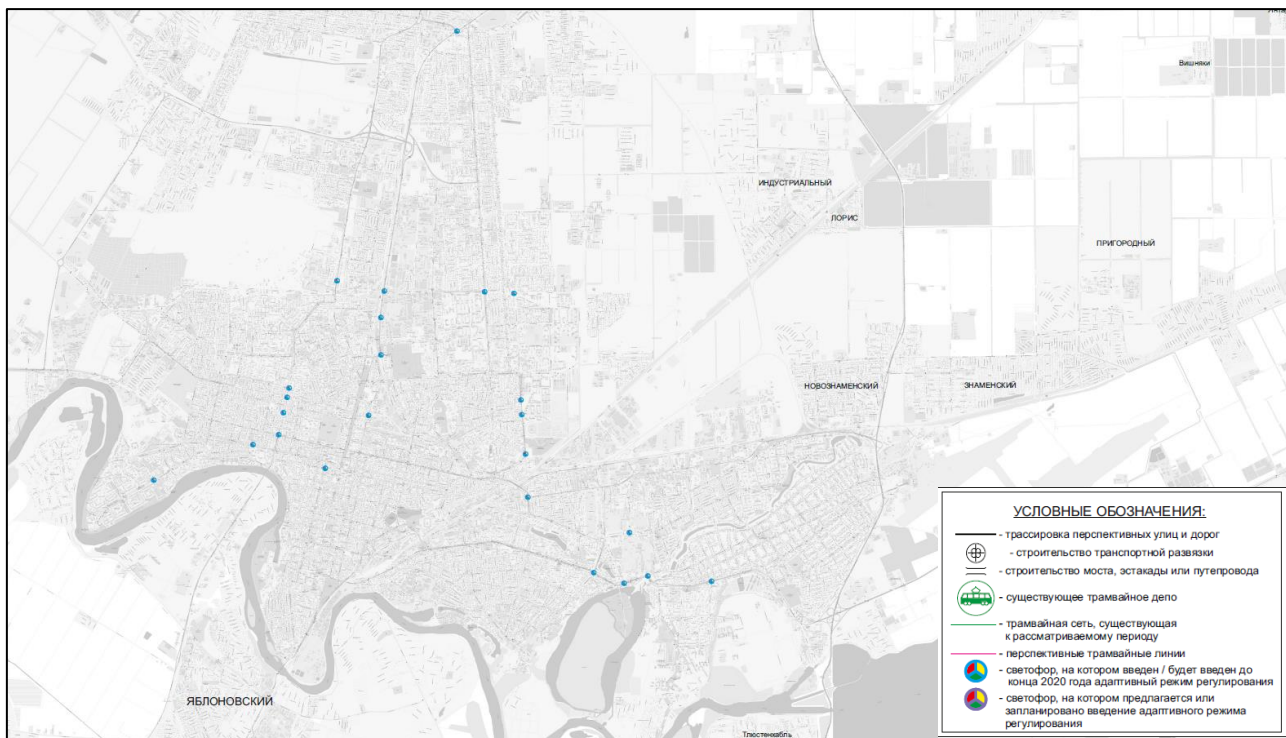 Вишняки
ИНДУСТРИАЛЬНЫЙ
ЛОРИС
ПРИГОРОДНЫЙ
НОВОЗНАМЕНСКИЙ
ЗНАМЕНСКИЙ
ЯБЛОНОВСКИЙ
Тлюстенхабль
УСЛОВНЫЕ ОБОЗНАЧЕНИЯ:
- трассировка перспективных улиц и дорог
- строительство транспортной развязки
- строительство моста, эстакады или путепровода
- существующее трамвайное депо
- трамвайная сеть, существующая
к рассматриваемому периоду
- перспективные трамвайные линии
- светофор, на котором введен / будет введен до
конца 2020 года адаптивный режим регулирования
- светофор, на котором предлагается или
запланировано введение адаптивного режима
регулирования